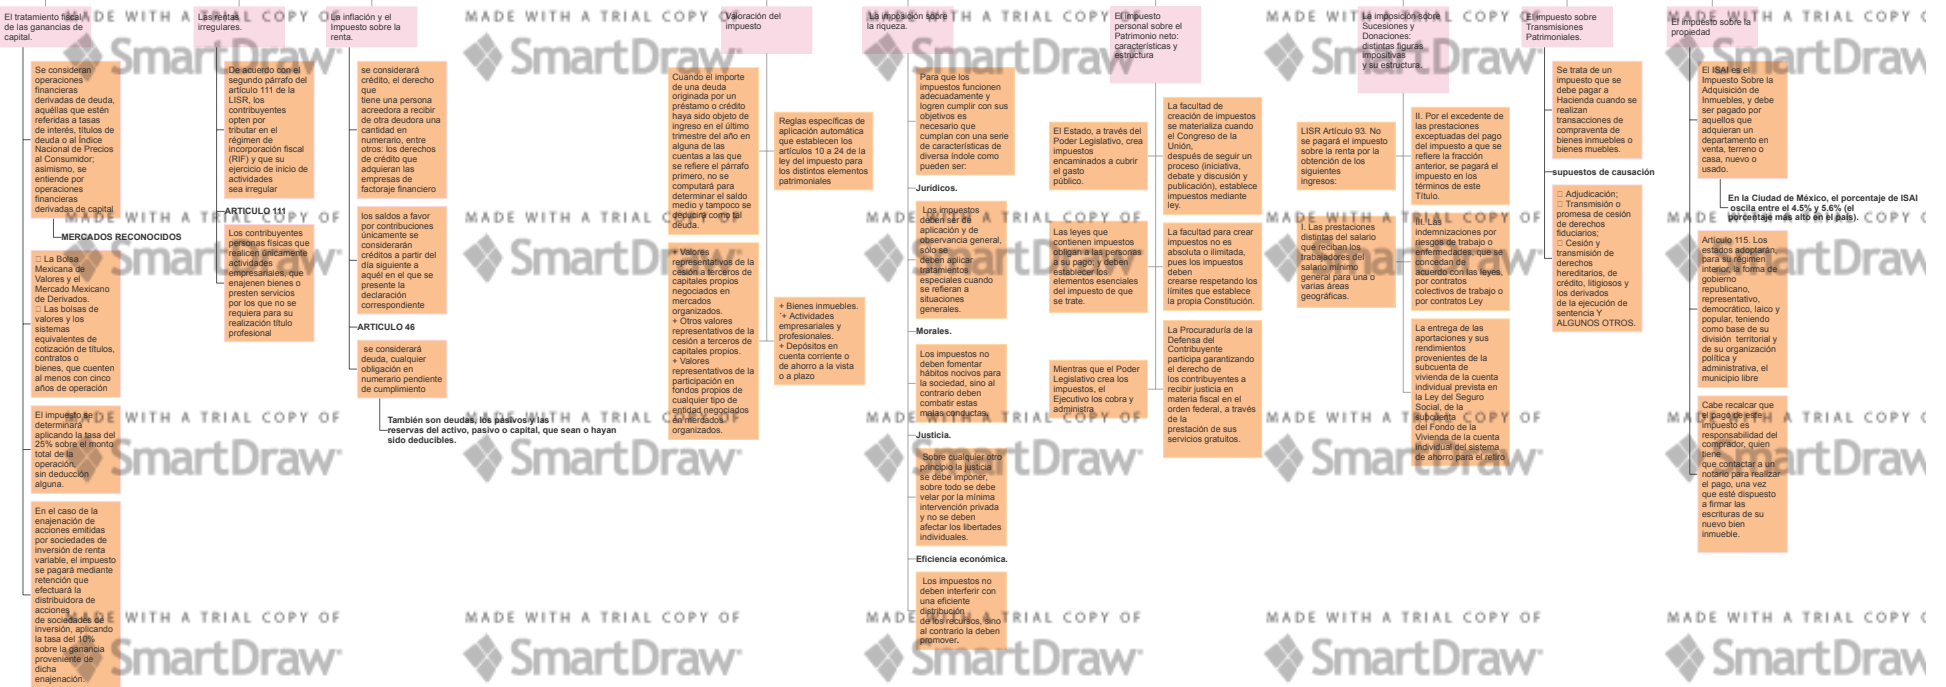 El tratamiento fiscal
de las ganancias de
capital.
Se consideran
operaciones
financieras
derivadas de deuda,
aquéllas que estén
referidas a tasas
de interés, títulos de
deuda o al Índice
Nacional de Precios
al Consumidor;
asimismo, se
entiende por
operaciones
financieras
derivadas de capital
MERCADOS RECONOCIDOS
La Bolsa
Mexicana de
Valores y el
Mercado Mexicano
de Derivados.
Las bolsas de
valores y los
sistemas
equivalentes de
cotización de títulos,
contratos o
bienes, que cuenten
al menos con cinco
años de operación
El impuesto se
determinará
aplicando la tasa del
25% sobre el monto
total de la
operación,
sin deducción
alguna.
En el caso de la
enajenación de
acciones emitidas
por sociedades de
inversión de renta
variable, el impuesto
se pagará mediante
retención que
efectuará la
distribuidora de
acciones
de sociedades de
inversión, aplicando
la tasa del 10%
sobre la ganancia
proveniente de
dicha
enajenación.
Las rentas
irregulares.
De acuerdo con el
segundo párrafo del
artículo 111 de la
LISR, los
contribuyentes
opten por
tributar en el
régimen de
incorporación fiscal
(RIF) y que su
ejercicio de inicio de
actividades
sea irregular
ARTICULO 111
Los contribuyentes
personas físicas que
realicen únicamente
actividades
empresariales, que
enajenen bienes o
presten servicios
por los que no se
requiera para su
realización título
profesional
La inflación y el
Impuesto sobre la
renta.
se considerará
crédito, el derecho
que
tiene una persona
acreedora a recibir
de otra deudora una
cantidad en
numerario, entre
otros: los derechos
de crédito que
adquieran las
empresas de
factoraje financiero
los saldos a favor
por contribuciones
únicamente se
considerarán
créditos a partir del
día siguiente a
aquél en el que se
presente la
declaración
correspondiente
ARTICULO 46
se considerará
deuda, cualquier
obligación en
numerario pendiente
de cumplimiento
También son deudas, los pasivos y las
reservas del activo, pasivo o capital, que sean o hayan
sido deducibles.
Valoración del
impuesto
Cuando el importe
de una deuda
originada por un
préstamo o crédito
haya sido objeto de
ingreso en el último
trimestre del año en
alguna de las
cuentas a las que
se refiere el párrafo
primero, no se
computará para
determinar el saldo
medio y tampoco se
deducirá como tal
deuda.
+ Valores
representativos de la
cesión a terceros de
capitales propios
negociados en
mercados
organizados.
+ Otros valores
representativos de la
cesión a terceros de
capitales propios.
+ Valores
representativos de la
participación en
fondos propios de
cualquier tipo de
entidad negociados
en mercados
organizados.
Reglas específicas de
aplicación automática
que establecen los
artículos 10 a 24 de la
ley del impuesto para
los distintos elementos
patrimoniales
+ Bienes inmuebles.
`+ Actividades
empresariales y
profesionales.
+ Depósitos en
cuenta corriente o
de ahorro a la vista
o a plazo
La imposición sobre
la riqueza.
Para que los
impuestos funcionen
adecuadamente y
logren cumplir con sus
objetivos es
necesario que
cumplan con una serie
de características de
diversa índole como
pueden ser:
Jurídicos.
Los impuestos
deben ser de
aplicación y de
observancia general,
sólo se
deben aplicar
tratamientos
especiales cuando
se refieran a
situaciones
generales.
Morales.
Los impuestos no
deben fomentar
hábitos nocivos para
la sociedad, sino al
contrario deben
combatir estas
malas conductas.
Justicia.
Sobre cualquier otro
principio la justicia
se debe imponer,
sobre todo se debe
velar por la mínima
intervención privada
y no se deben
afectar los libertades
individuales.
Eficiencia económica.
Los impuestos no
deben interferir con
una eficiente
distribución
de los recursos, sino
al contrario la deben
promover.
El impuesto
personal sobre el
Patrimonio neto:
características y
estructura
El Estado, a través del
Poder Legislativo, crea
impuestos
encaminados a cubrir
el gasto
público.
Las leyes que
contienen impuestos
obligan a las personas
a su pago; y deben
establecer los
elementos esenciales
del impuesto de que
se trate.
Mientras que el Poder
Legislativo crea los
impuestos, el
Ejecutivo los cobra y
administra
La facultad de
creación de impuestos
se materializa cuando
el Congreso de la
Unión,
después de seguir un
proceso (iniciativa,
debate y discusión y
publicación), establece
impuestos mediante
ley.
La facultad para crear
impuestos no es
absoluta o ilimitada,
pues los impuestos
deben
crearse respetando los
límites que establece
la propia Constitución.
La Procuraduría de la
Defensa del
Contribuyente
participa garantizando
el derecho de
los contribuyentes a
recibir justicia en
materia fiscal en el
orden federal, a través
de la
prestación de sus
servicios gratuitos.
La imposición sobre
Sucesiones y
Donaciones:
distintas figuras
impositivas
y su estructura.
LISR Artículo 93. No
se pagará el impuesto
sobre la renta por la
obtención de los
siguientes
ingresos:
I. Las prestaciones
distintas del salario
que reciban los
trabajadores del
salario mínimo
general para una o
varias áreas
geográficas.
II. Por el excedente de
las prestaciones
exceptuadas del pago
del impuesto a que se
refiere la fracción
anterior, se pagará el
impuesto en los
términos de este
Título.
III. Las
indemnizaciones por
riesgos de trabajo o
enfermedades, que se
concedan de
acuerdo con las leyes,
por contratos
colectivos de trabajo o
por contratos Ley
La entrega de las
aportaciones y sus
rendimientos
provenientes de la
subcuenta de
vivienda de la cuenta
individual prevista en
la Ley del Seguro
Social, de la
subcuenta
del Fondo de la
Vivienda de la cuenta
individual del sistema
de ahorro para el retiro
El impuesto sobre
Transmisiones
Patrimoniales.
Se trata de un
impuesto que se
debe pagar a
Hacienda cuando se
realizan
transacciones de
compraventa de
bienes inmuebles o
bienes muebles.
supuestos de causación
Adjudicación;
Transmisión o
promesa de cesión
de derechos
fiduciarios;
Cesión y
transmisión de
derechos
hereditarios, de
crédito, litigiosos y
los derivados
de la ejecución de
sentencia Y
ALGUNOS OTROS.
El impuesto sobre la
propiedad
El ISAI es el
Impuesto Sobre la
Adquisición de
Inmuebles, y debe
ser pagado por
aquellos que
adquieran un
departamento en
venta, terreno o
casa, nuevo o
usado.
En la Ciudad de México, el porcentaje de ISAI
oscila entre el 4.5% y 5.6% (el
porcentaje más alto en el país).
Artículo 115. Los
estados adoptarán,
para su régimen
interior, la forma de
gobierno
republicano,
representativo,
democrático, laico y
popular, teniendo
como base de su
división territorial y
de su organización
política y
administrativa, el
municipio libre
Cabe recalcar que
el pago de este
impuesto es
responsabilidad del
comprador, quien
tiene
que contactar a un
notario para realizar
el pago, una vez
que esté dispuesto
a firmar las
escrituras de su
nuevo bien
inmueble.
MADE WITH A TRIAL COPY OF
SmartDraw